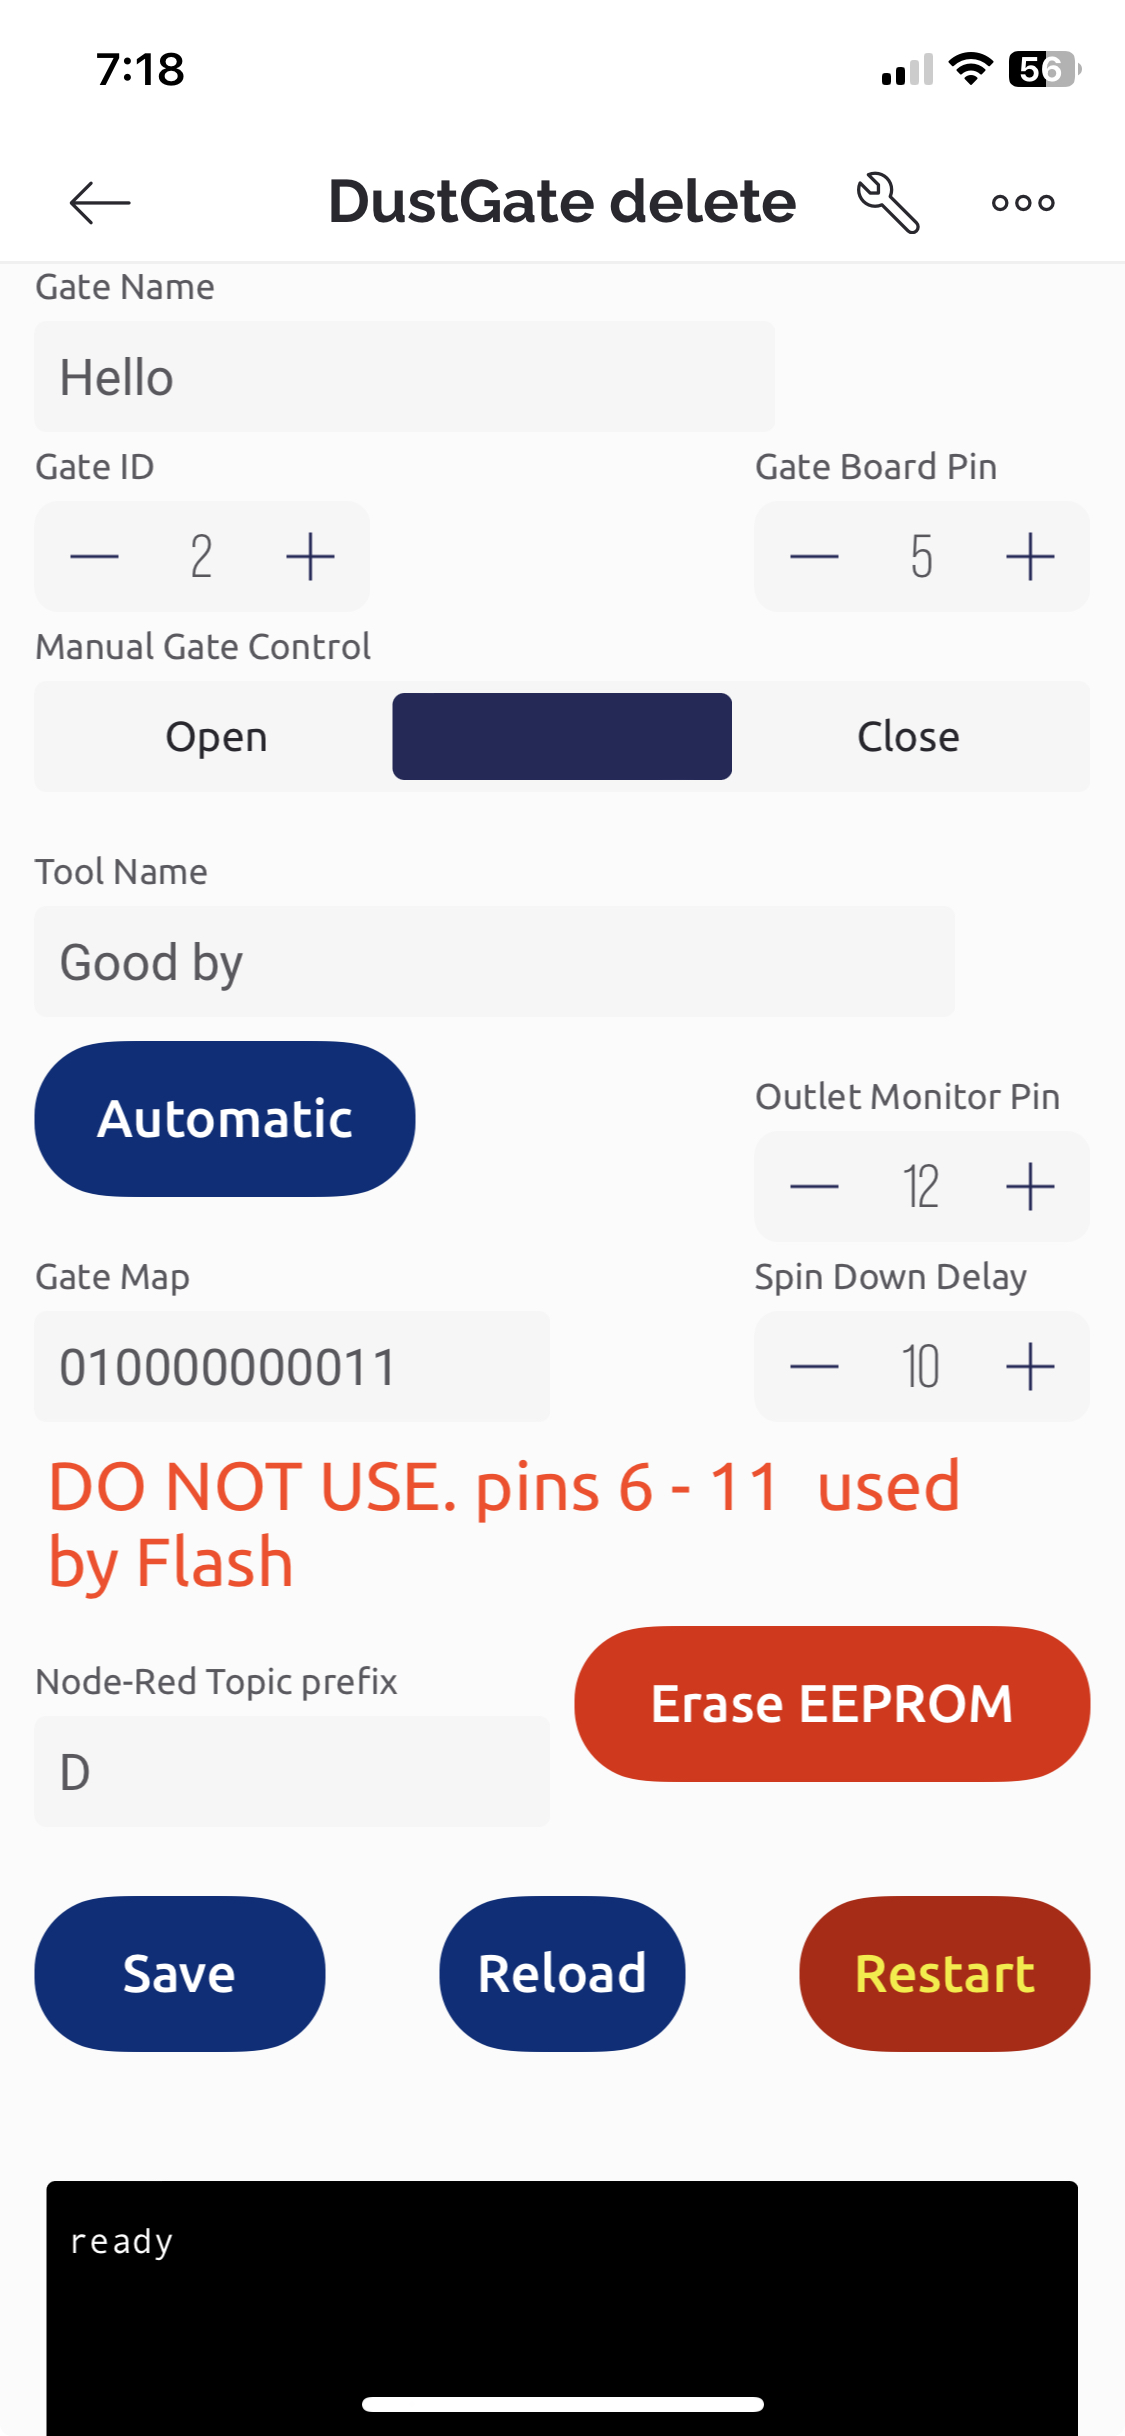 7:18
56
DustGate delete
Gate Name
Hello
Gate ID
Gate Board Pin
2
5
Manual Gate Control
Open
Close
Tool Name
Good by
Automatic
Outlet Monitor Pin
12
Gate Map
Spin Down Delay
010000000011
10
DO NOT USE. pins 6 - 11  used
by Flash
Node-Red Topic prefix
Erase EEPROM
D
Save
Reload
Restart
ready